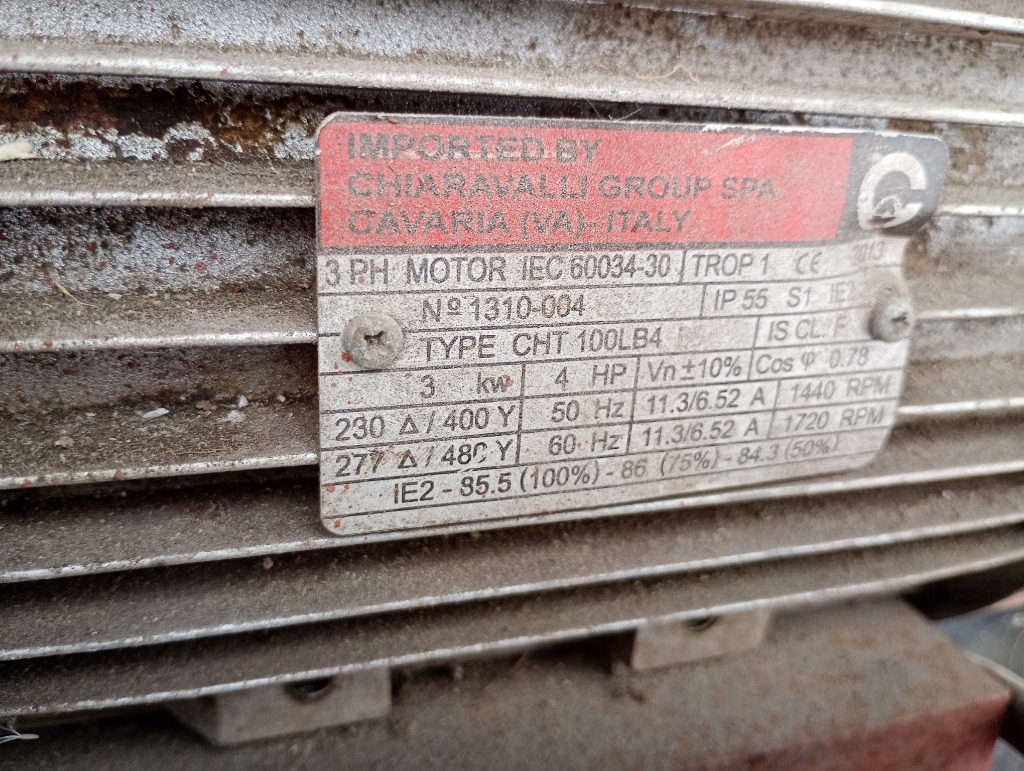 IMPORTED BY
CHIARAVALLI GROUP SPA
CAVARIA (VA)- ITALY
3 PH MOTOR IEC 60034-30 TROP 1 CE
Nº 1310-004 IP 55 S1 IE2
TYPE CHT 100LB4 IS CL. F
3 kw 4 HP Vn ±10% Cos φ 0.78
230 Δ / 400 Y 50 Hz 11.3/6.52 A 1440 RPM
277 Δ / 480 Y 60 Hz 11.3/6.52 A 1720 RPM
IE2 - 85.5 (100%) - 86 (75%) - 84.3 (50%)